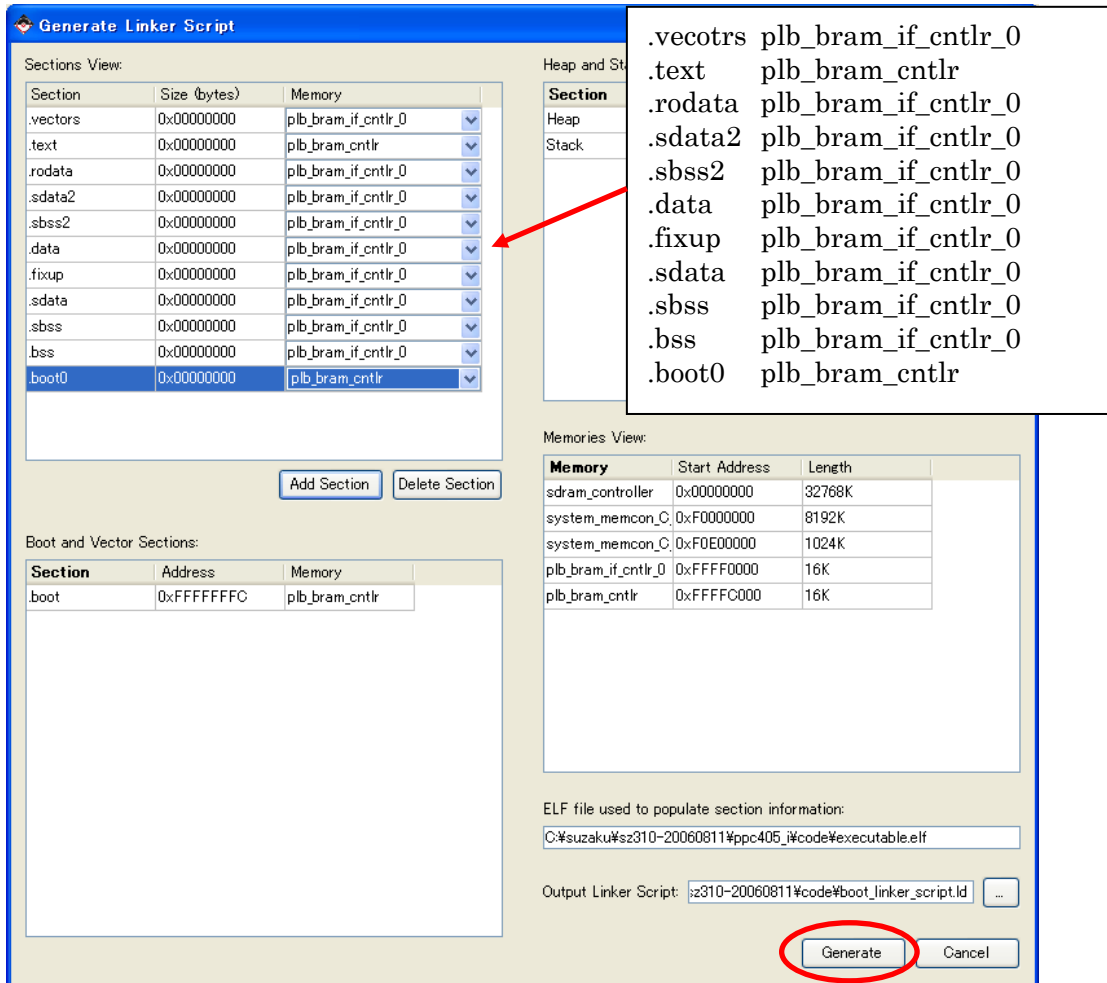 Generate Linker Script
Sections View:
Section Size (bytes) Memory
.vectors 0x00000000 plb_bram_if_cntlr_0
.text 0x00000000 plb_bram_cntlr
.rodata 0x00000000 plb_bram_if_cntlr_0
.sdata2 0x00000000 plb_bram_if_cntlr_0
.sbss2 0x00000000 plb_bram_if_cntlr_0
.data 0x00000000 plb_bram_if_cntlr_0
.fixup 0x00000000 plb_bram_if_cntlr_0
.sdata 0x00000000 plb_bram_if_cntlr_0
.sbss 0x00000000 plb_bram_if_cntlr_0
.bss 0x00000000 plb_bram_if_cntlr_0
.boot0 0x00000000 plb_bram_cntlr
Add Section Delete Section
Heap and St
Section
Heap
Stack
.vecotrs plb_bram_if_cntlr_0
.text plb_bram_cntlr
.rodata plb_bram_if_cntlr_0
.sdata2 plb_bram_if_cntlr_0
.sbss2 plb_bram_if_cntlr_0
.data plb_bram_if_cntlr_0
.fixup plb_bram_if_cntlr_0
.sdata plb_bram_if_cntlr_0
.sbss plb_bram_if_cntlr_0
.bss plb_bram_if_cntlr_0
.boot0 plb_bram_cntlr
Boot and Vector Sections:
Section Address Memory
.boot 0xFFFFFFFC plb_bram_cntlr
Memories View:
Memory Start Address Length
sdram_controller 0x00000000 32768K
system_memcon_C 0xF0000000 8192K
system_memcon_C 0xF0E00000 1024K
plb_bram_if_cntlr_0 0xFFFF0000 16K
plb_bram_cntlr 0xFFFFC000 16K
ELF file used to populate section information:
C:¥suzaku¥sz310-20060811¥ppc405_i¥code¥executable.elf
Output Linker Script: sz310-20060811¥code¥boot_linker_script.ld ...
Generate Cancel